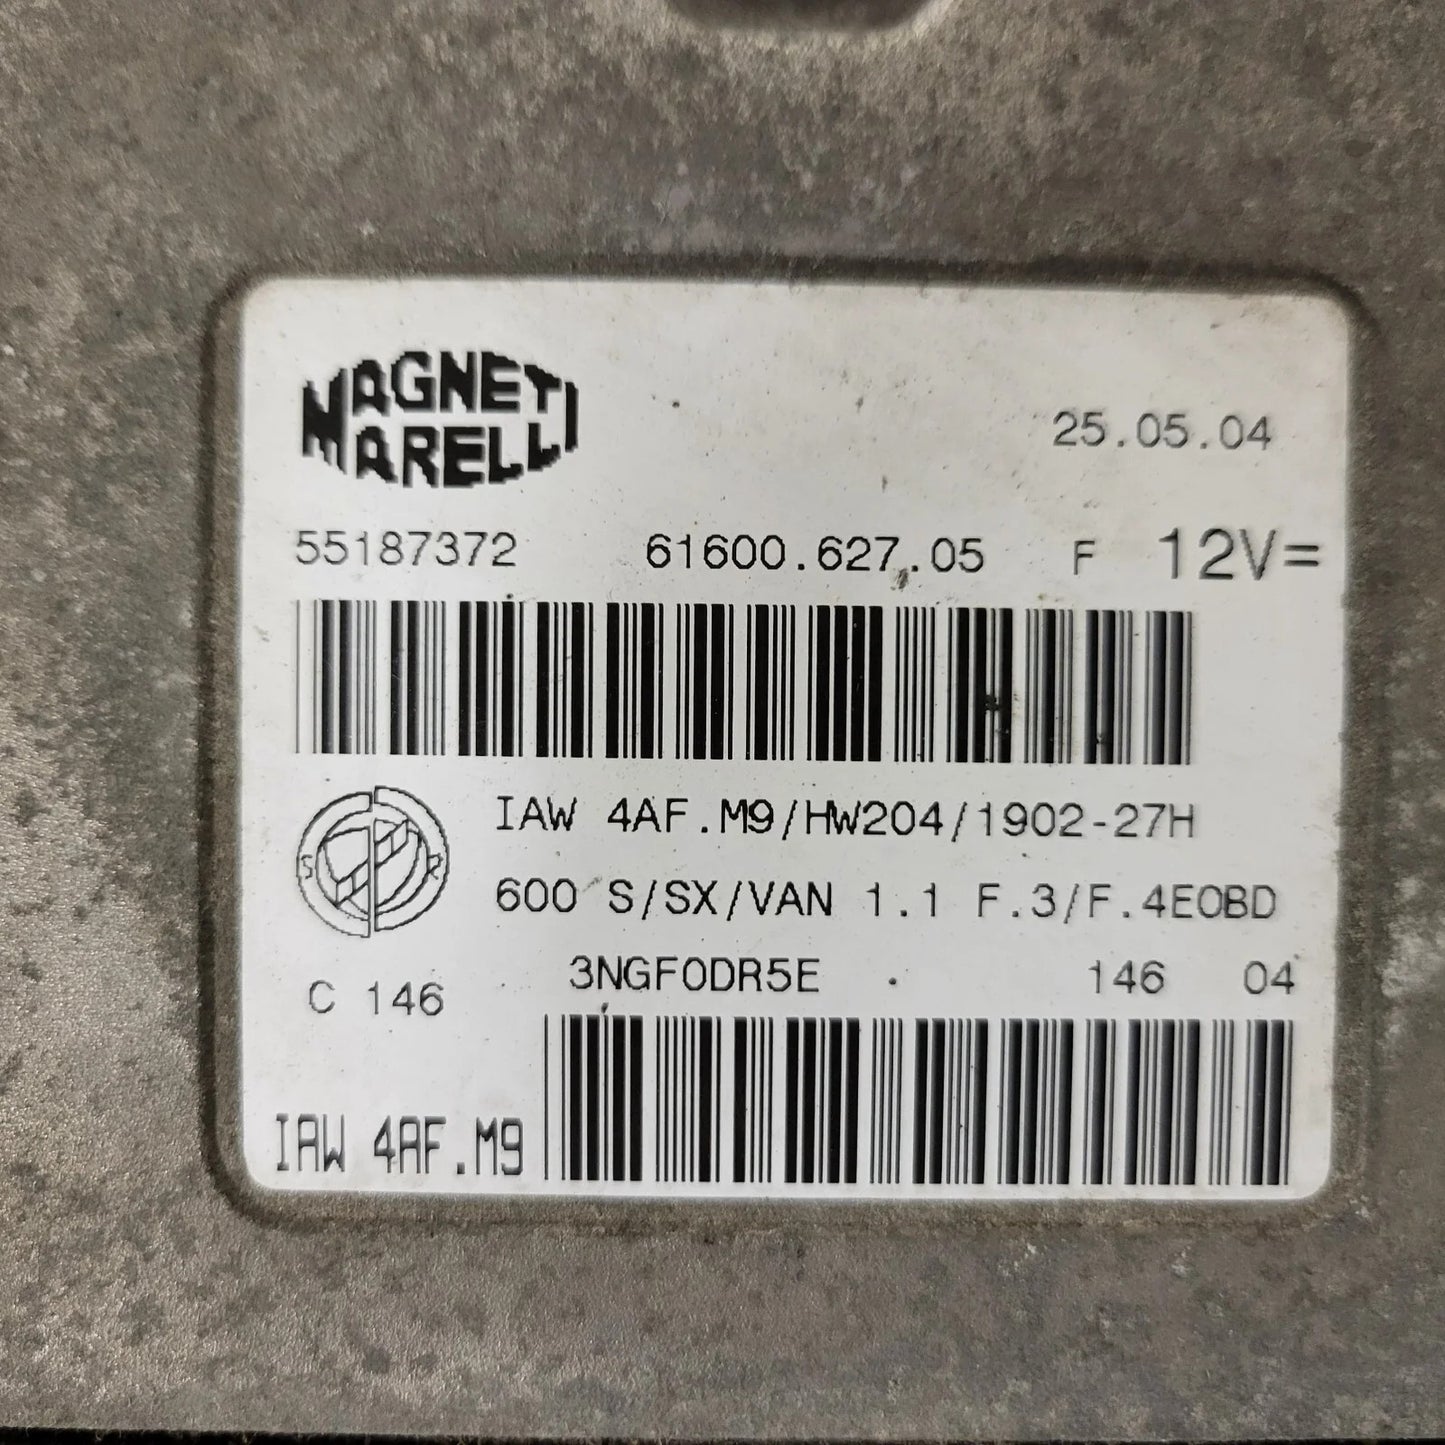 MAGNETI
MARELLI
25.05.04
55187372 61600.627.05 F 12V=
IAW 4AF.M9/HW204/1902-27H
S R
600 S/SX/VAN 1.1 F.3/F.4EOBD
3NGF0DR5E 146 04
C 146
IAW 4AF.M9